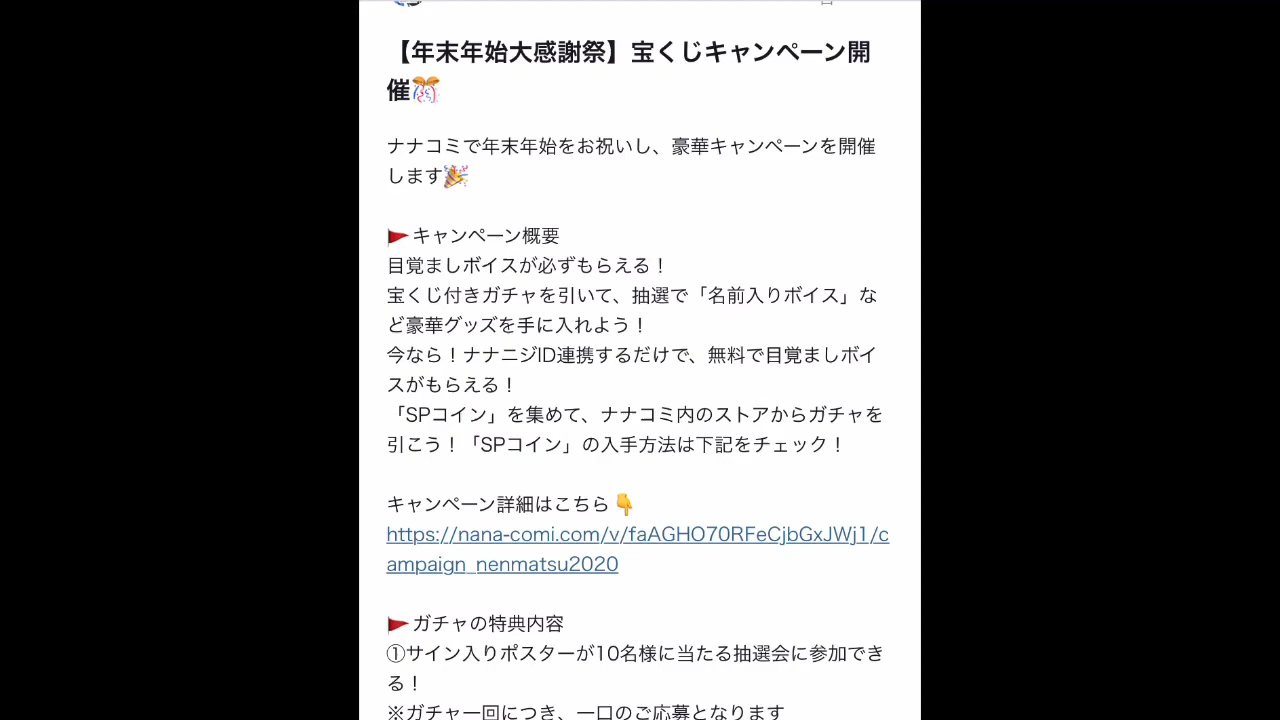 【年末年始大感謝祭】宝くじキャンペーン開
催🎊
ナナコミで年末年始をお祝いし、豪華キャンペーンを開催
します🎉
🚩キャンペーン概要
目覚ましボイスが必ずもらえる！
宝くじ付きガチャを引いて、抽選で「名前入りボイス」な
ど豪華グッズを手に入れよう！
今なら！ナナニジID連携するだけで、無料で目覚ましボイ
スがもらえる！
「SPコイン」を集めて、ナナコミ内のストアからガチャを
引こう！「SPコイン」の入手方法は下記をチェック！
キャンペーン詳細はこちら👇
https://nana-comi.com/v/faAGHO70RFeCjbGxJWj1/c
ampaign_nenmatsu2020
🚩ガチャの特典内容
①サイン入りポスターが10名様に当たる抽選会に参加でき
る！
※ガチャ一回につき、一口のご応募となります